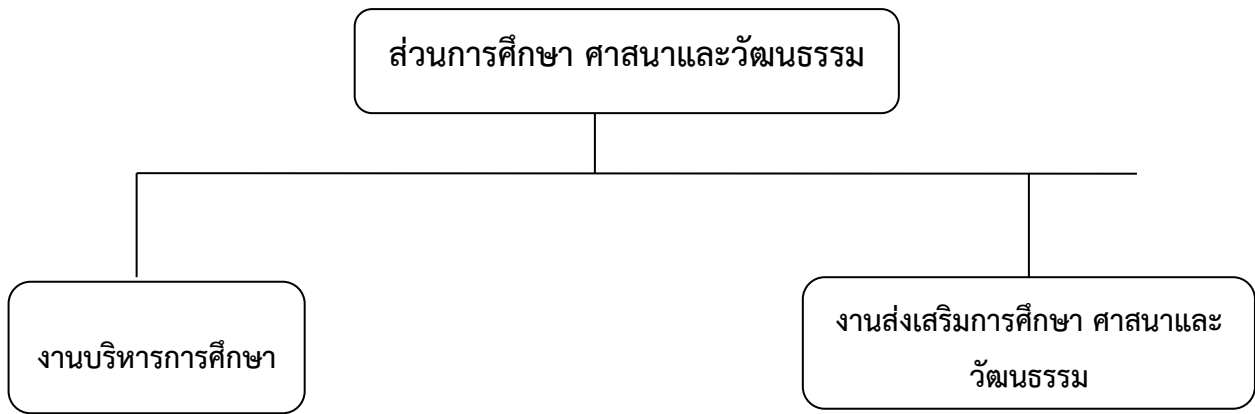 ส่วนการศึกษา ศาสนาและวัฒนธรรม
งานบริหารการศึกษา
งานส่งเสริมการศึกษา ศาสนาและ
วัฒนธรรม